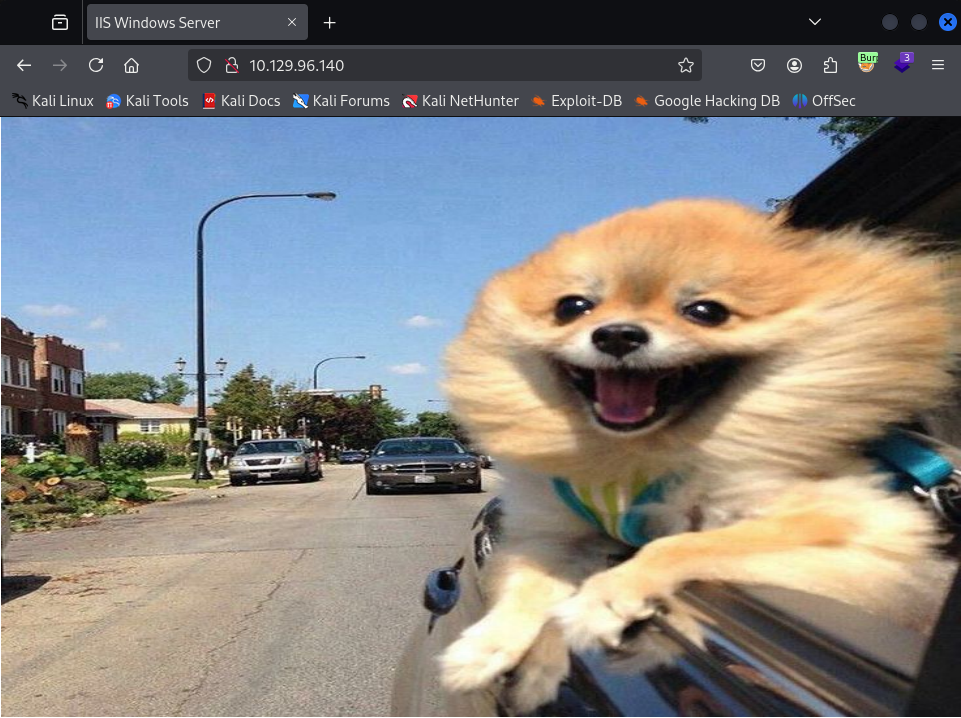 IIS Windows Server
10.129.96.140
Bur
3
Kali Linux Kali Tools Kali Docs Kali Forums Kali NetHunter Exploit-DB Google Hacking DB OffSec